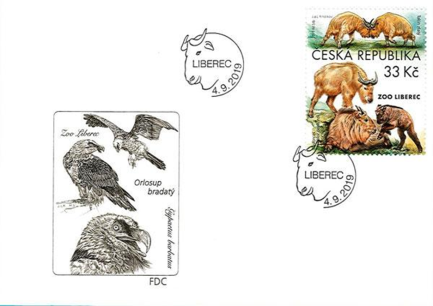 LIBEREC
4.9.2019
ČESKÁ REPUBLIKA
33 Kč
ZOO LIBEREC
LIBEREC
4.9.2019
Zoo Liberec
Orlosup
bradatý
Gypaetus barbatus
FDC